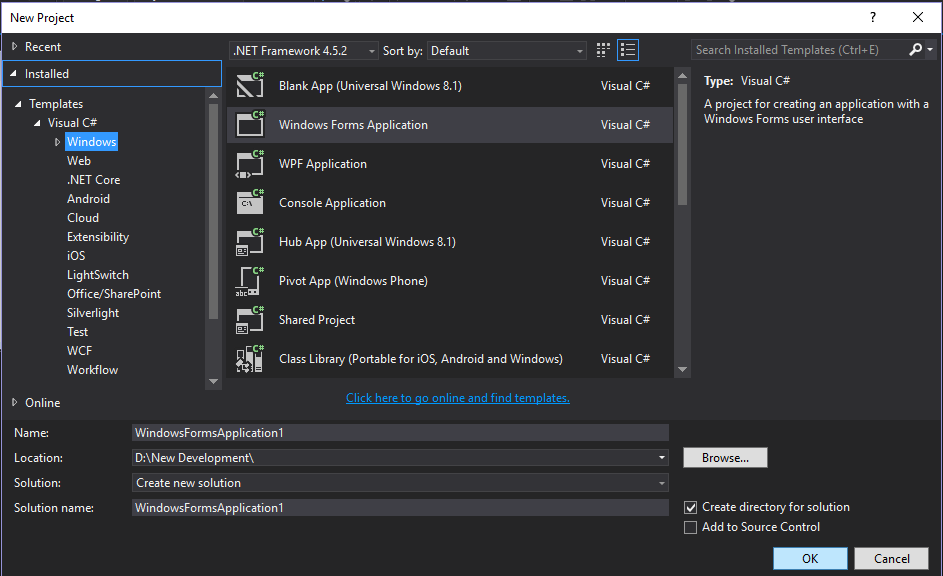 New Project
?
Recent
.NET Framework 4.5.2
Sort by:
Default
Search Installed Templates (Ctrl+E)
Installed
Templates
Visual C#
Windows
Web
.NET Core
Android
Cloud
Extensibility
iOS
LightSwitch
Office/SharePoint
Silverlight
Test
WCF
Workflow
Online
C#
Blank App (Universal Windows 8.1)
Visual C#
C#
Windows Forms Application
Visual C#
C#
WPF Application
Visual C#
C#
C:\
Console Application
Visual C#
C#
Hub App (Universal Windows 8.1)
Visual C#
C#
abc
Pivot App (Windows Phone)
Visual C#
C#
Shared Project
Visual C#
C#
Class Library (Portable for iOS, Android and Windows)
Visual C#
Click here to go online and find templates.
Type: Visual C#
A project for creating an application with a
Windows Forms user interface
Name:
WindowsFormsApplication1
Location:
D:\New Development\
Browse...
Solution:
Create new solution
Solution name:
WindowsFormsApplication1
Create directory for solution
Add to Source Control
OK
Cancel